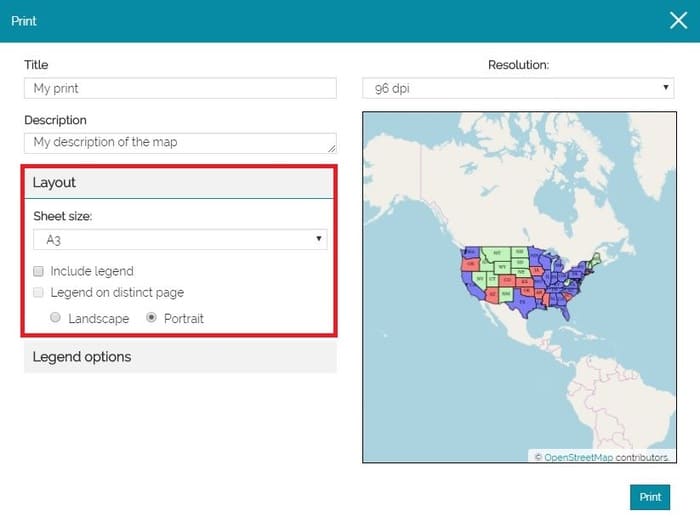 Print
Title
My print
Description
My description of the map
Layout
Sheet size:
A3
Include legend
Legend on distinct page
Landscape Portrait
Legend options
Resolution:
96 dpi
© OpenStreetMap contributors.
Print